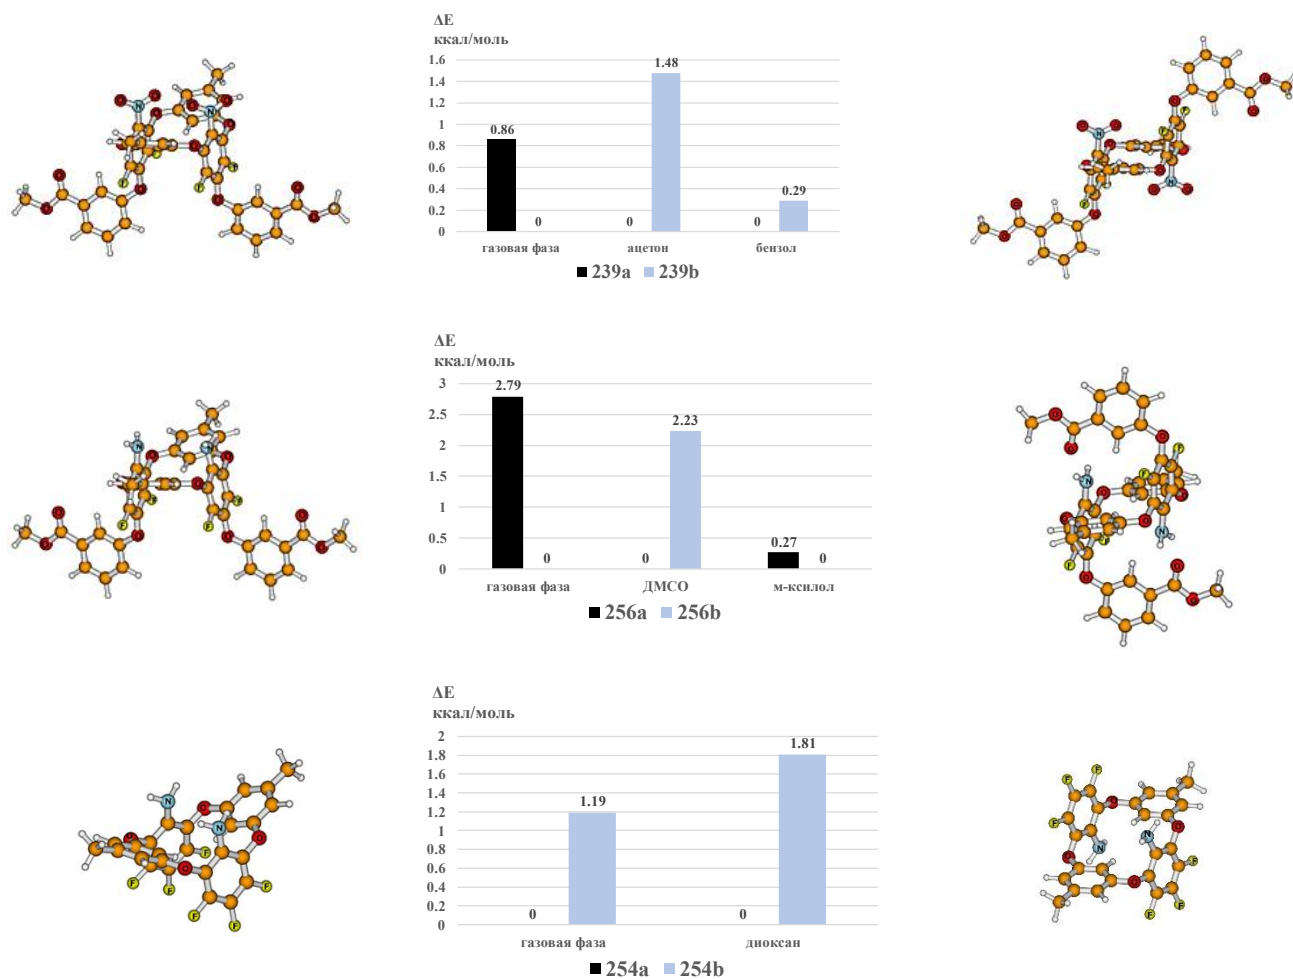 ΔE
ккал/моль
1.6
1.4
1.2
1
0.8
0.6
0.4
0.2
0
0.86
0
0
1.48
0
0.29
газовая фаза
ацетон
бензол
239a
239b
ΔE
ккал/моль
3
2.5
2
1.5
1
0.5
0
2.79
0
0
2.23
0.27
0
газовая фаза
ДМСО
м-ксилол
256a
256b
ΔE
ккал/моль
2
1.8
1.6
1.4
1.2
1
0.8
0.6
0.4
0.2
0
0
1.19
0
1.81
газовая фаза
диоксан
254a
254b